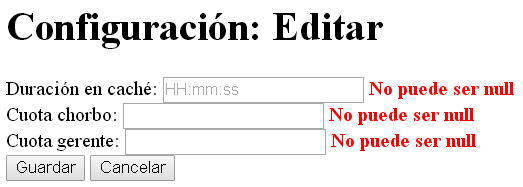 Configuración: Editar
Duración en caché: HH:mm:ss No puede ser null
Cuota chorbo: No puede ser null
Cuota gerente: No puede ser null
Guardar Cancelar